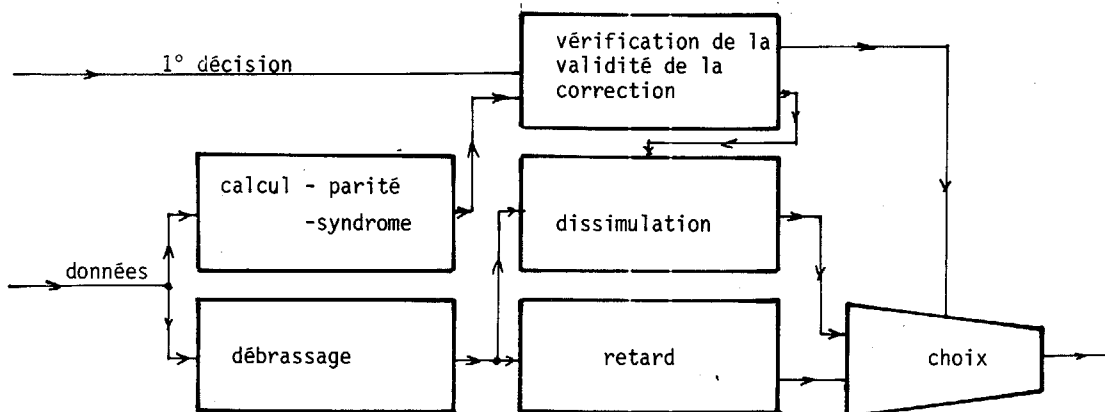 vérification de la
validité de la
correction
1° décision
calcul - parité
-syndrome
dissimulation
données
débrassage
retard
choix